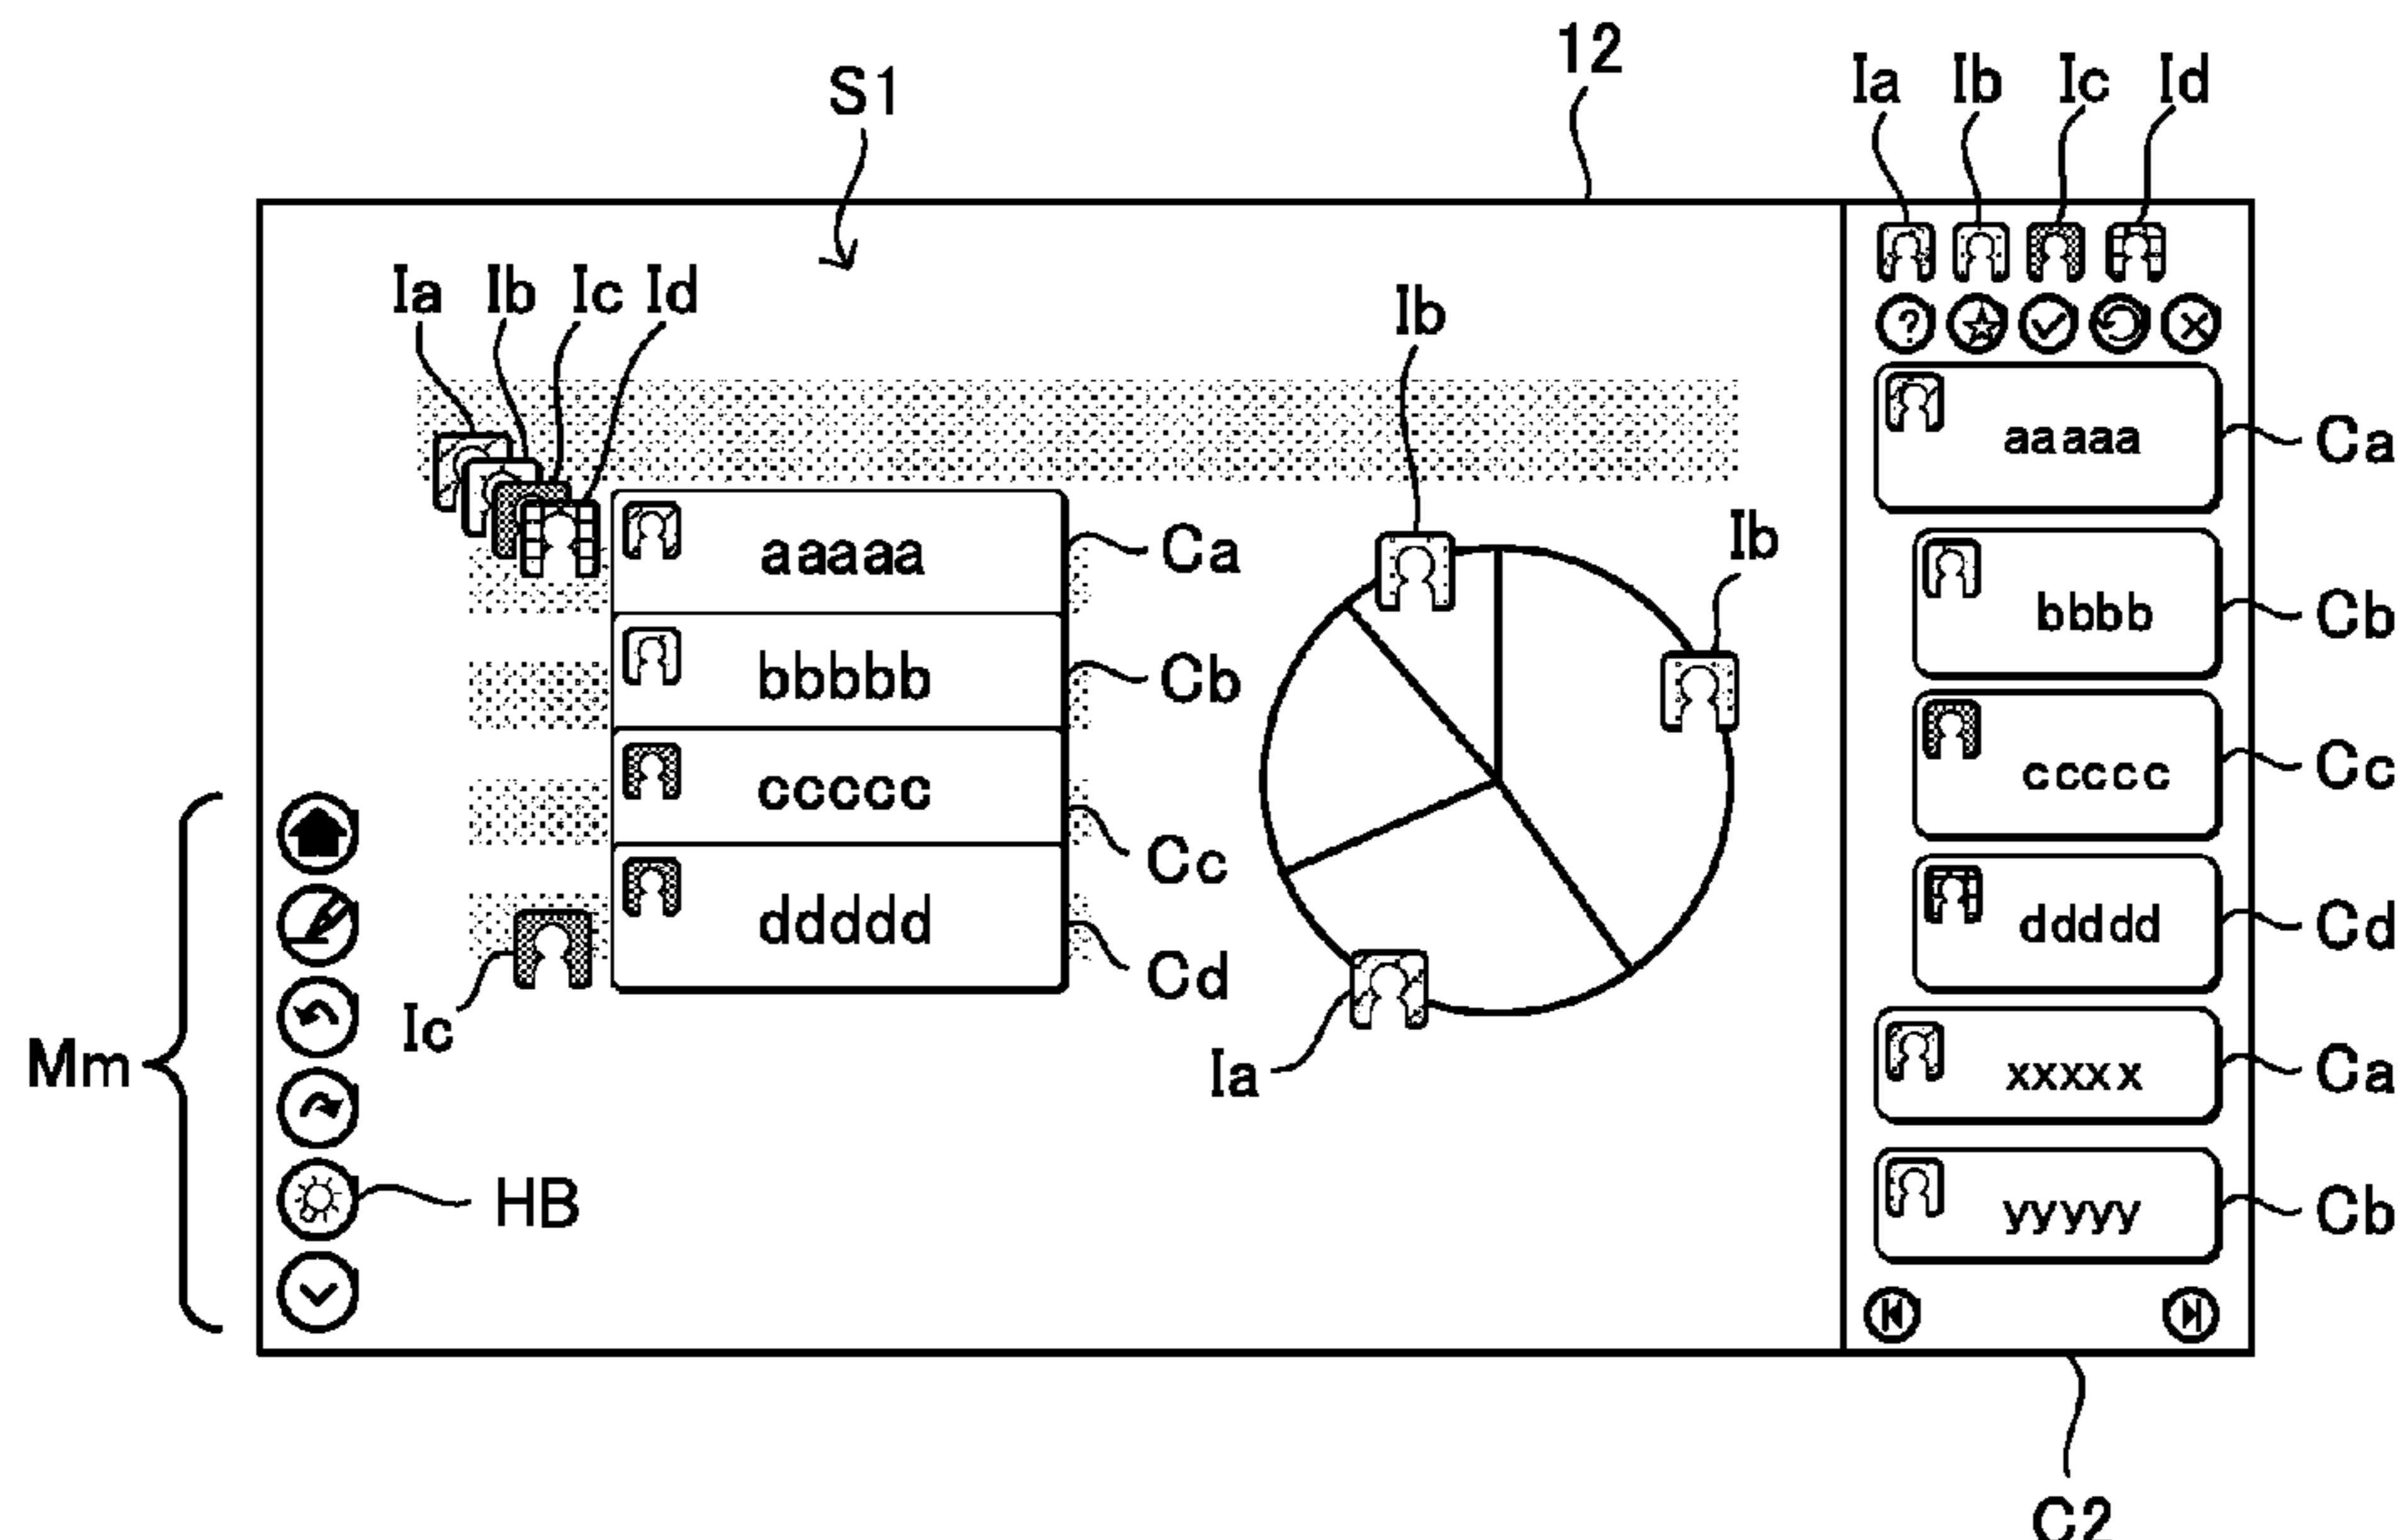 12
S1
Ia Ib Ic Id
Ia Ib Ic Id
Ib
Ib
?
aaaaa
Ca
bbbb
Cb
ccccc
Cc
ddddd
Cd
xxxxx
Ca
yyyyy
Cb
aaaaa
Ca
bbbbb
Cb
ccccc
Cc
ddddd
Cd
Ic
Ia
Mm
HB
C2